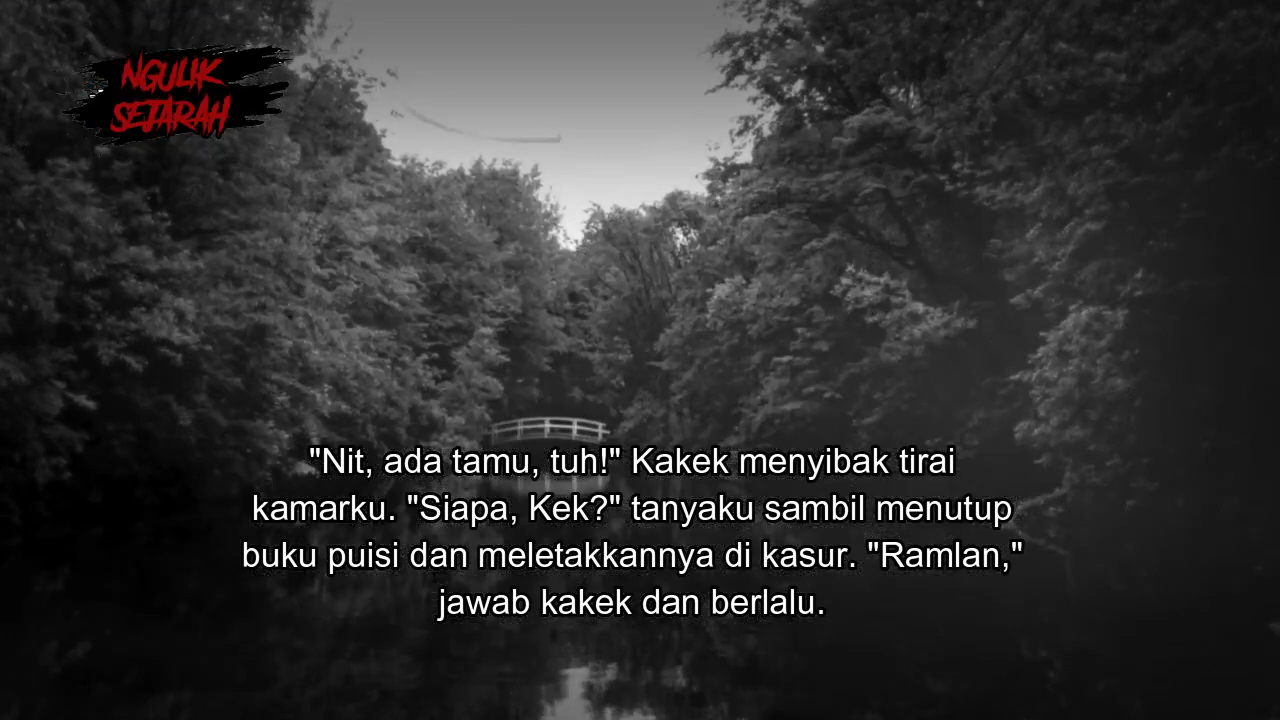 NGULIK
SEJARAH
"Nit, ada tamu, tuh!" Kakek menyibak tirai
kamarku. "Siapa, Kek?" tanyaku sambil menutup
buku puisi dan meletakkannya di kasur. "Ramlan,"
jawab kakek dan berlalu.